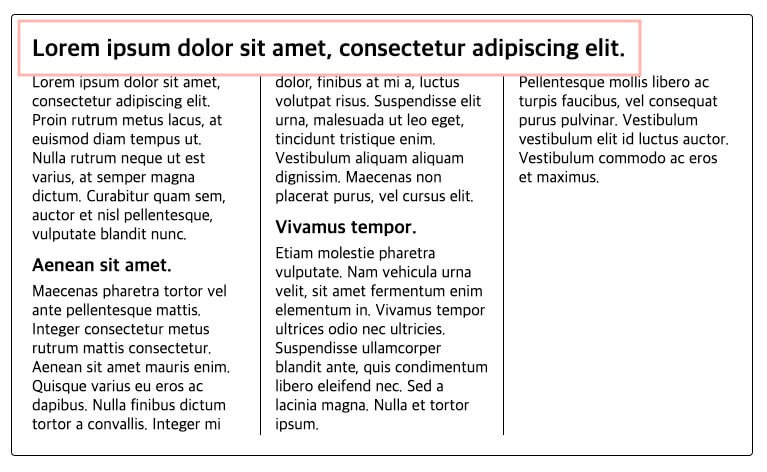 Lorem ipsum dolor sit amet, consectetur adipiscing elit.
Lorem ipsum dolor sit amet,
consectetur adipiscing elit.
Proin rutrum metus lacus, at
euismod diam tempus ut.
Nulla rutrum neque ut est
varius, at semper magna
dictum. Curabitur quam sem,
auctor et nisl pellentesque,
vulputate blandit nunc.
Aenean sit amet.
Maecenas pharetra tortor vel
ante pellentesque mattis.
Integer consectetur metus
rutrum mattis consectetur.
Aenean sit amet mauris enim.
Quisque varius eu eros ac
dapibus. Nulla finibus dictum
tortor a convallis. Integer mi
dolor, finibus at mi a, luctus
volutpat risus. Suspendisse elit
urna, malesuada ut leo eget,
tincidunt tristique enim.
Vestibulum aliquam aliquam
dignissim. Maecenas non
placerat purus, vel cursus elit.
Vivamus tempor.
Etiam molestie pharetra
vulputate. Nam vehicula urna
velit, sit amet fermentum enim
elementum in. Vivamus tempor
ultrices odio nec ultricies.
Suspendisse ullamcorper
blandit ante, quis condimentum
libero eleifend nec. Sed a
lacinia magna. Nulla et tortor
ipsum.
Pellentesque mollis libero ac
turpis faucibus, vel consequat
purus pulvinar. Vestibulum
vestibulum elit id luctus auctor.
Vestibulum commodo ac eros
et maximus.